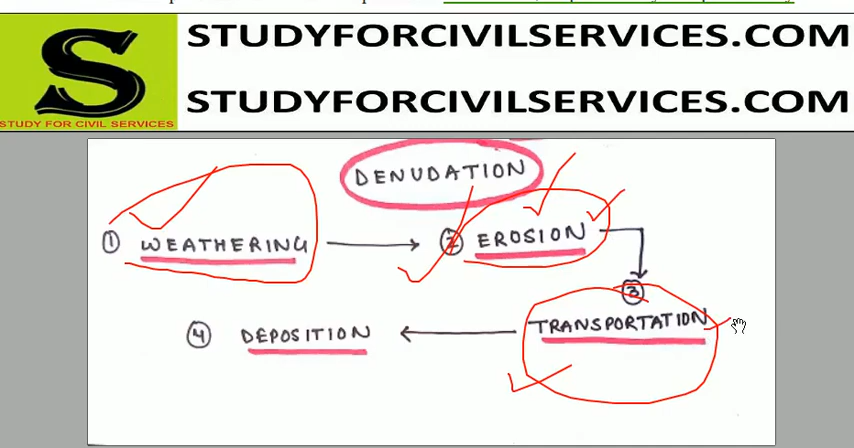 STUDYFORCIVILSERVICES.COM
STUDYFORCIVILSERVICES.COM
S
STUDY FOR CIVIL SERVICES
DENUDATION
① WEATHERING
② EROSION
③
TRANSPORTATION
④ DEPOSITION